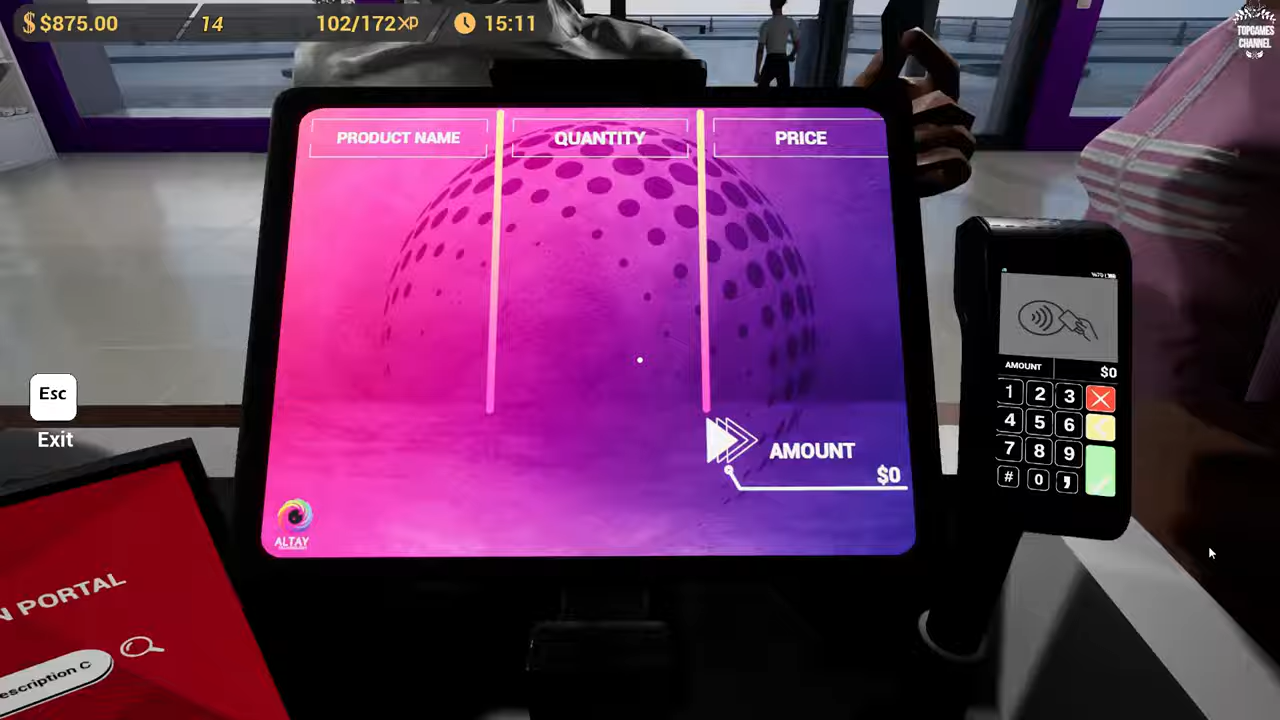 $875.00
14
102/172XP
15:11
TOPGAMES
CHANNEL
PRODUCT NAME
QUANTITY
PRICE
AMOUNT
$0
1 2 3
4 5 6
7 8 9
# 0 ,
Esc
Exit
AMOUNT
$0
ALTAY
N PORTAL
escription C